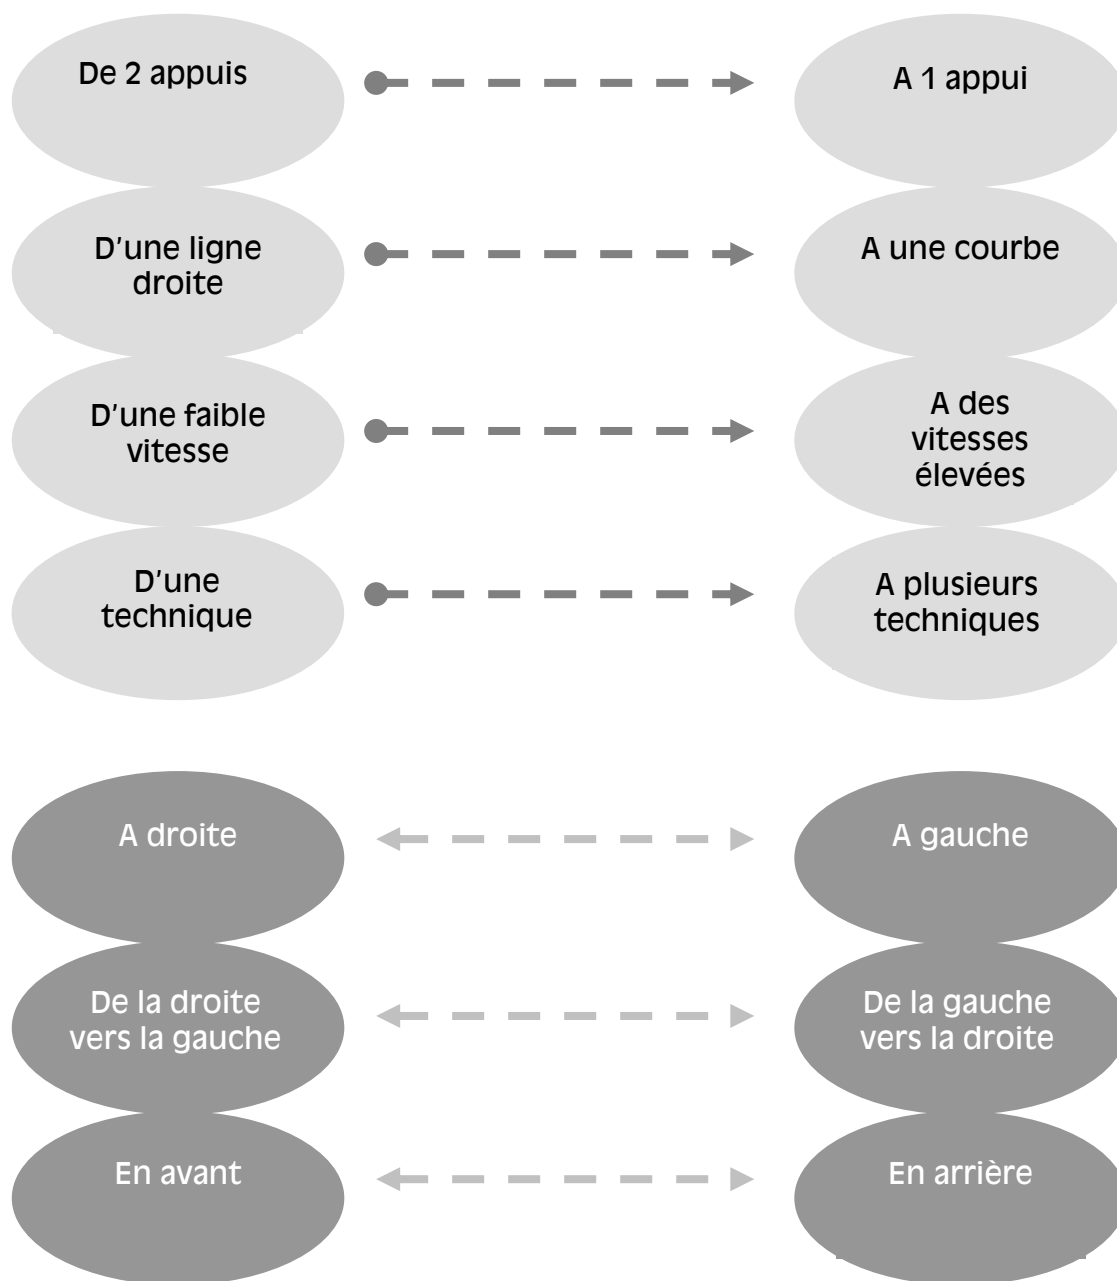 De 2 appuis
A 1 appui
D'une ligne
droite
A une courbe
D'une faible
vitesse
A des
vitesses
élevées
D'une
technique
A plusieurs
techniques
A droite
A gauche
De la droite
vers la gauche
De la gauche
vers la droite
En avant
En arrière